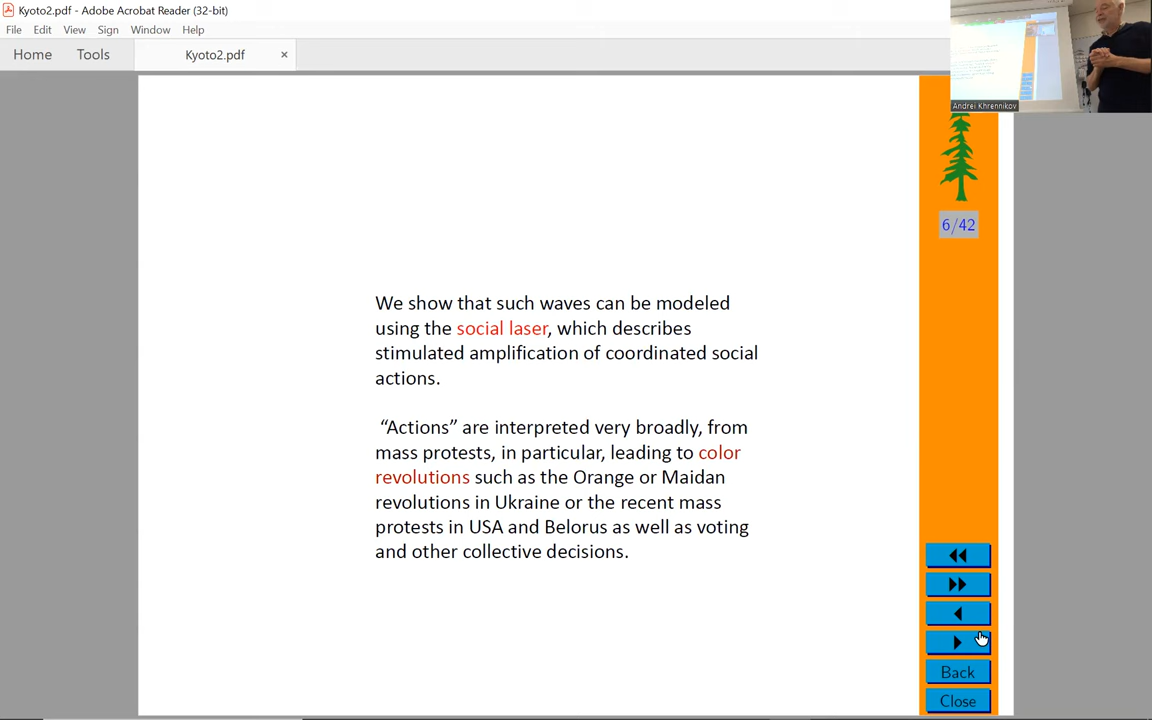 Kyoto2.pdf - Adobe Acrobat Reader (32-bit)
File Edit View Sign Window Help
Home Tools Kyoto2.pdf ×
Andrei Khrennikov
6/42
We show that such waves can be modeled
using the social laser, which describes
stimulated amplification of coordinated social
actions.
“Actions” are interpreted very broadly, from
mass protests, in particular, leading to color
revolutions such as the Orange or Maidan
revolutions in Ukraine or the recent mass
protests in USA and Belorus as well as voting
and other collective decisions.
Back
Close